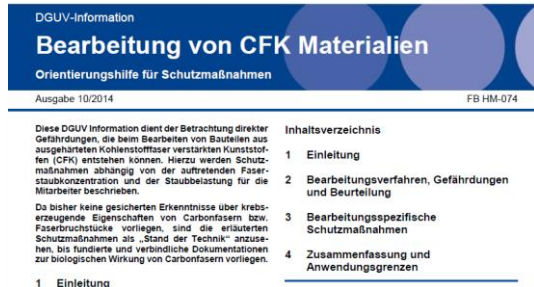 DGUV-Information
Bearbeitung von CFK Materialien
Orientierungshilfe für Schutzmaßnahmen
Ausgabe 10/2014
FB HM-074
Diese DGUV Information dient der Betrachtung direkter
Gefährdungen, die beim Bearbeiten von Bauteilen aus
ausgehärteten Kohlenstofffaser verstärkten Kunststof-
fen (CFK) entstehen können. Hierzu werden Schutz-
maßnahmen abhängig von der auftretenden Faser-
staubkonzentration und der Staubbelastung für die
Mitarbeiter beschrieben.
Da bisher keine gesicherten Erkenntnisse über krebs-
erzeugende Eigenschaften von Carbonfasern bzw.
Faserbruchstücke vorliegen, sind die erläuterten
Schutzmaßnahmen als „Stand der Technik“ anzuse-
hen, bis fundierte und verbindliche Dokumentationen
zur biologischen Wirkung von Carbonfasern vorliegen.
1 Einleitung
Inhaltsverzeichnis
1 Einleitung
2 Bearbeitungsverfahren, Gefährdungen
und Beurteilung
3 Bearbeitungsspezifische
Schutzmaßnahmen
4 Zusammenfassung und
Anwendungsgrenzen